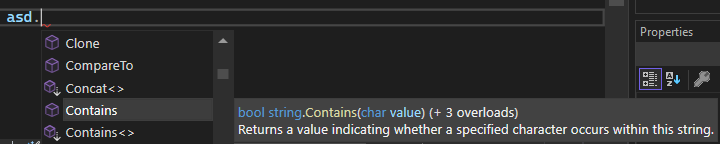 asd.
Clone
CompareTo
Concat<>
Contains
Contains<>
bool string.Contains(char value) (+ 3 overloads)
Returns a value indicating whether a specified character occurs within this string.
Properties